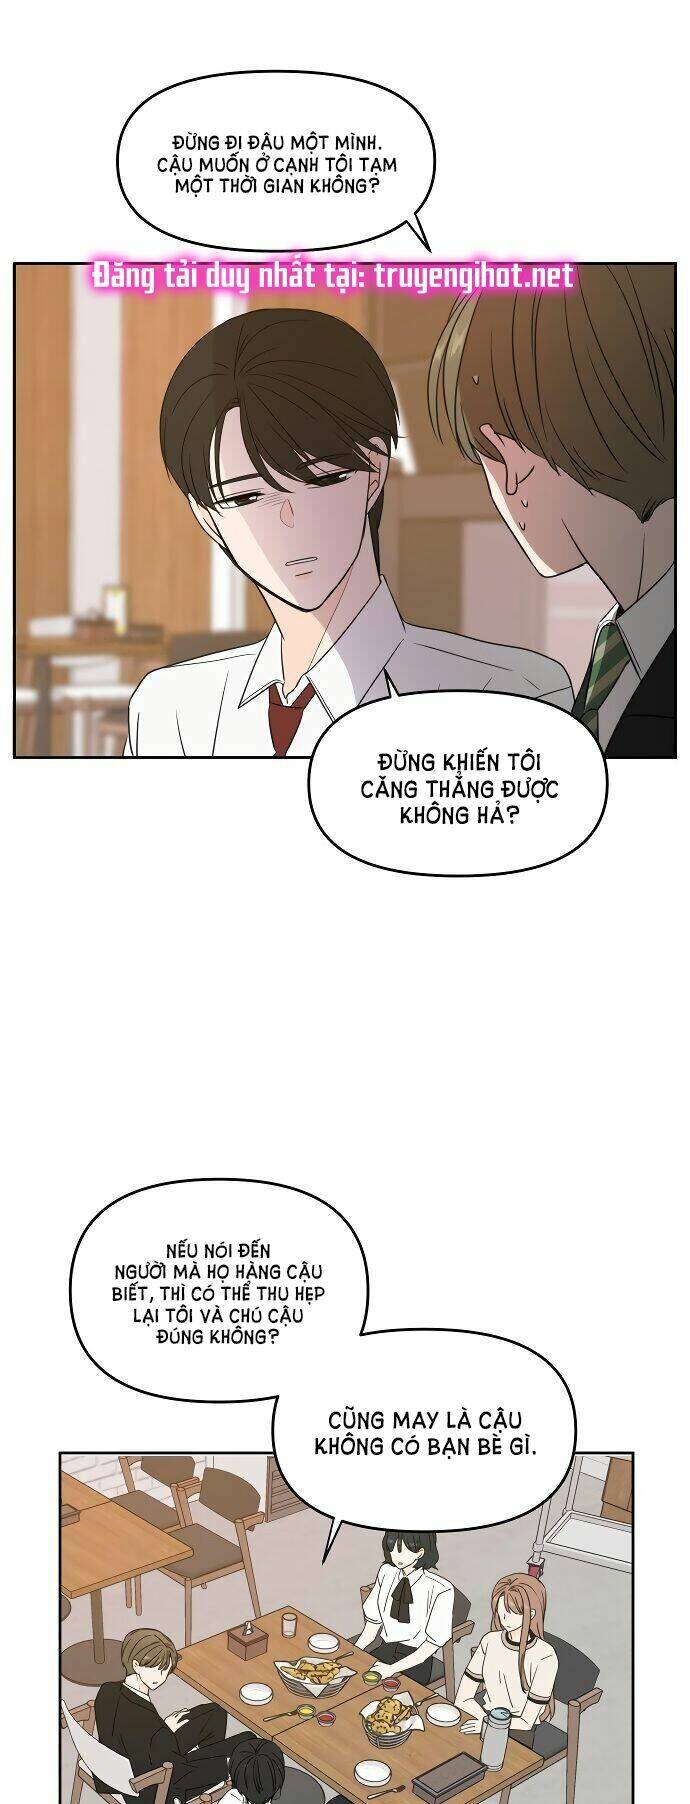 ĐỪNG ĐI ĐÂU MỘT MÌNH.
CẬU MUỐN Ở CẠNH TÔI TẠM
MỘT THỜI GIAN KHÔNG?
Đăng tải duy nhất tại: truyengihot.net
ĐỪNG KHIẾN TÔI
CĂNG THẲNG ĐƯỢC
KHÔNG HẢ?
NẾU NÓI ĐẾN
NGƯỜI MÀ HỌ HÀNG CẬU
BIẾT, THÌ CÓ THỂ THU HẸP
LẠI TÔI VÀ CHÚ CẬU
ĐÚNG KHÔNG?
CŨNG MAY LÀ CẬU
KHÔNG CÓ BẠN BÈ GÌ.